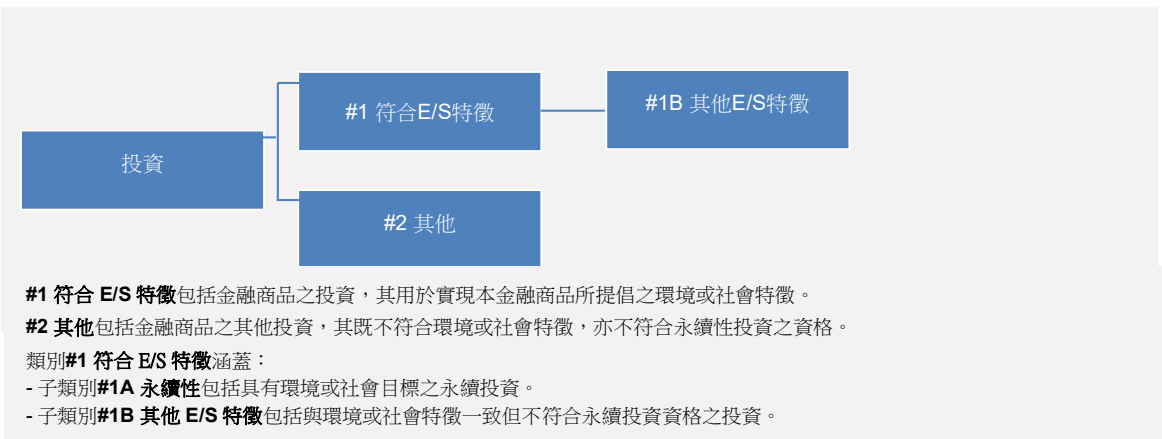 #1 符合E/S特徵
#1B 其他E/S特徵
投資
#2 其他
#1 符合 E/S 特徵包括金融商品之投資，其用於實現本金融商品所提倡之環境或社會特徵。
#2 其他包括金融商品之其他投資，其既不符合環境或社會特徵，亦不符合永續性投資之資格。
類別#1 符合 E/S 特徵涵蓋：
- 子類別#1A 永續性包括具有環境或社會目標之永續投資。
- 子類別#1B 其他 E/S 特徵包括與環境或社會特徵一致但不符合永續投資資格之投資。